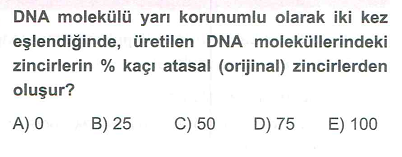 DNA molekülü yarı korunumlu olarak iki kez
eşlendiğinde, üretilen DNA moleküllerindeki
zincirlerin % kaçı atasal (orijinal) zincirlerden
oluşur?
A) 0 B) 25 C) 50 D) 75 E) 100